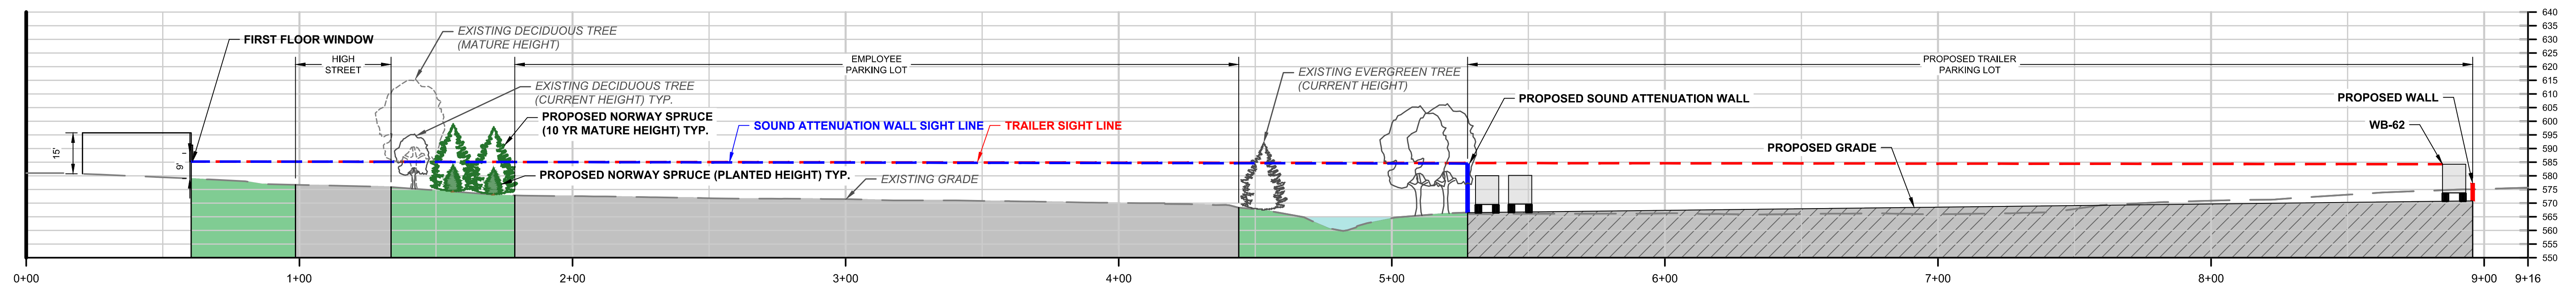 FIRST FLOOR WINDOW
HIGH
STREET
EXISTING DECIDUOUS TREE
(MATURE HEIGHT)
EXISTING DECIDUOUS TREE
(CURRENT HEIGHT) TYP.
PROPOSED NORWAY SPRUCE
(10 YR MATURE HEIGHT) TYP.
PROPOSED NORWAY SPRUCE (PLANTED HEIGHT) TYP.
EMPLOYEE
PARKING LOT
SOUND ATTENUATION WALL SIGHT LINE
TRAILER SIGHT LINE
EXISTING GRADE
EXISTING EVERGREEN TREE
(CURRENT HEIGHT)
PROPOSED SOUND ATTENUATION WALL
PROPOSED TRAILER
PARKING LOT
PROPOSED GRADE
PROPOSED WALL
WB-62
15'
9'
640
635
630
625
620
615
610
605
600
595
590
585
580
575
570
565
560
555
550
0+00
1+00
2+00
3+00
4+00
5+00
6+00
7+00
8+00
9+00
9+16